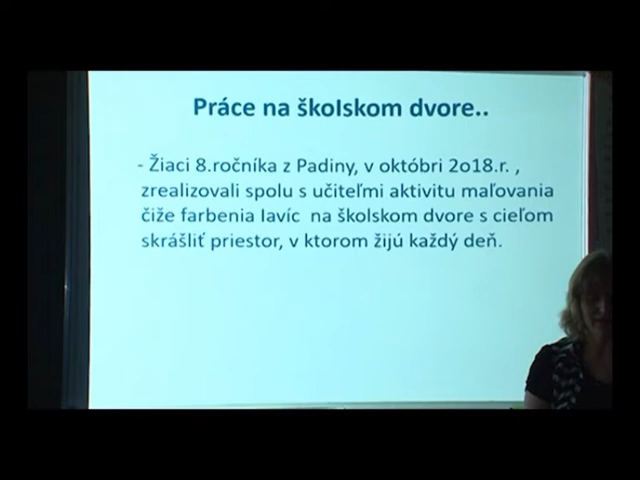 Práce na školskom dvore..
- Žiaci 8.ročníka z Padiny, v októbri 2o18.r. ,
zrealizovali spolu s učiteľmi aktivitu maľovania
čiže farbenia lavíc na školskom dvore s cieľom
skrášliť priestor, v ktorom žijú každý deň.